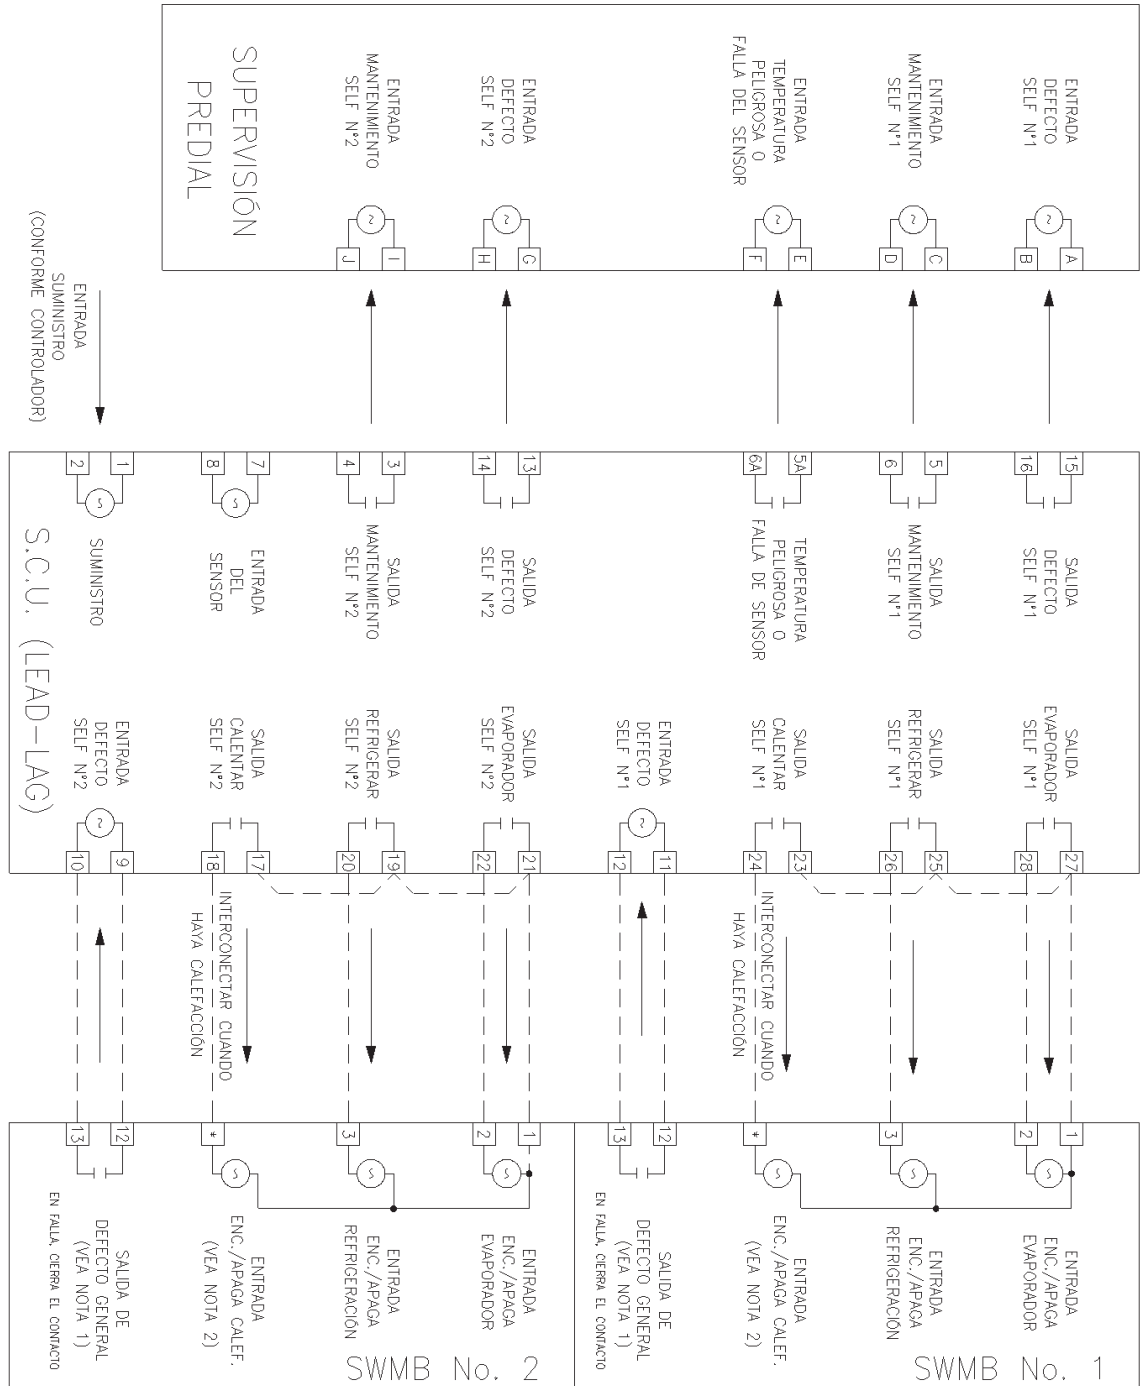 ENTRADA
DEFECTO
SELF N°1
A
B
ENTRADA
MANTENIMIENTO
SELF N°1
C
D
ENTRADA
TEMPERATURA
PELIGROSA O
FALLA DEL SENSOR
E
F
ENTRADA
DEFECTO
SELF N°2
G
H
ENTRADA
MANTENIMIENTO
SELF N°2
I
J
SUPERVISIÓN
PREDIAL
ENTRADA
SUMINISTRO
(CONFORME CONTROLADOR)
15
16
SALIDA
DEFECTO
SELF N°1
5
6
SALIDA
MANTENIMIENTO
SELF N°1
5A
6A
TEMPERATURA
PELIGROSA O
FALLA DE SENSOR
13
14
SALIDA
DEFECTO
SELF N°2
3
4
SALIDA
MANTENIMIENTO
SELF N°2
7
8
ENTRADA
DEL
SENSOR
1
2
SUMINISTRO
SALIDA
EVAPORADOR
SELF N°1
27
28
SALIDA
REFRIGERAR
SELF N°1
25
26
SALIDA
CALENTAR
SELF N°1
23
24
ENTRADA
DEFECTO
SELF N°1
11
12
SALIDA
EVAPORADOR
SELF N°2
21
22
SALIDA
REFRIGERAR
SELF N°2
19
20
SALIDA
CALENTAR
SELF N°2
17
18
ENTRADA
DEFECTO
SELF N°2
9
10
S.C.U. (LEAD-LAG)
INTERCONECTAR CUANDO
HAYA CALEFACCIÓN
INTERCONECTAR CUANDO
HAYA CALEFACCIÓN
SWMB No. 1
1
2
ENTRADA
ENC./APAGA
EVAPORADOR
3
ENTRADA
ENC./APAGA
REFRIGERACIÓN
*
ENTRADA
ENC./APAGA CALEF.
(VEA NOTA 2)
12
13
SALIDA DE
DEFECTO GENERAL
(VEA NOTA 1)
EN FALLA, CIERRA EL CONTACTO
SWMB No. 2
1
2
ENTRADA
ENC./APAGA
EVAPORADOR
3
ENTRADA
ENC./APAGA
REFRIGERACIÓN
*
ENTRADA
ENC./APAGA CALEF.
(VEA NOTA 2)
12
13
SALIDA DE
DEFECTO GENERAL
(VEA NOTA 1)
EN FALLA, CIERRA EL CONTACTO